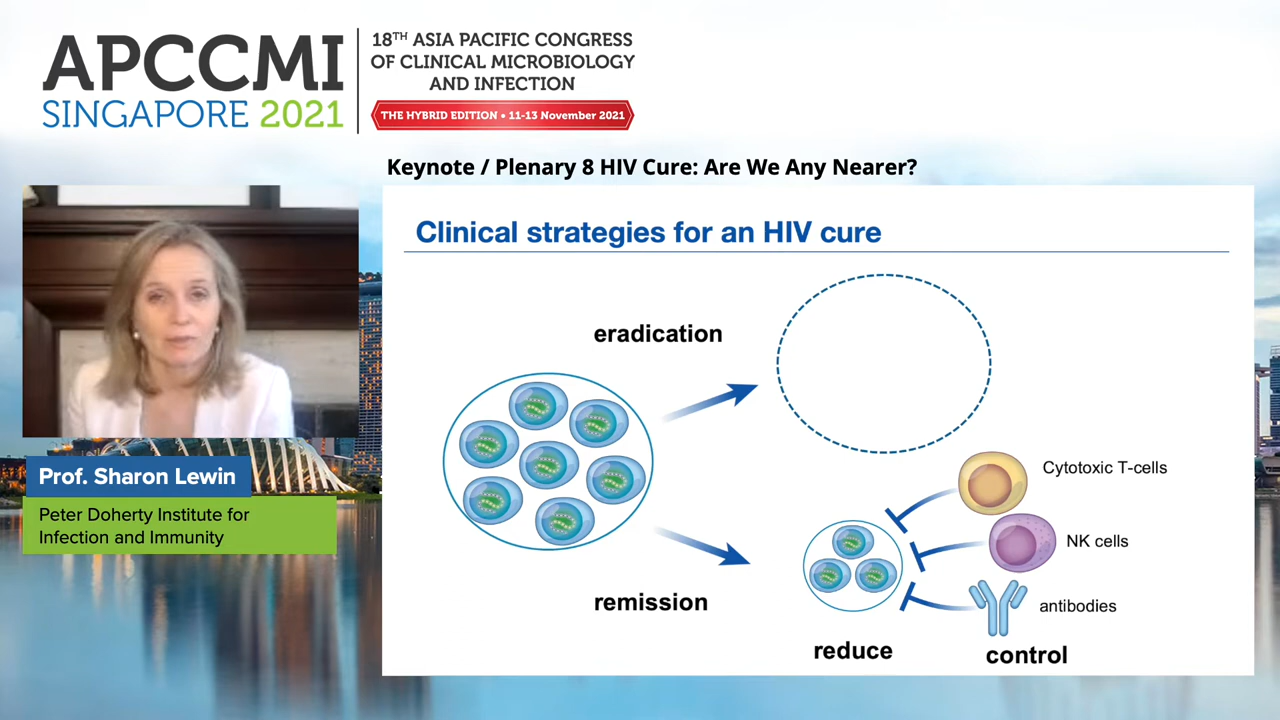 APCCMI
SINGAPORE 2021
18TH ASIA PACIFIC CONGRESS
OF CLINICAL MICROBIOLOGY
AND INFECTION
THE HYBRID EDITION • 11-13 November 2021
Keynote / Plenary 8 HIV Cure: Are We Any Nearer?
Clinical strategies for an HIV cure
eradication
Cytotoxic T-cells
NK cells
antibodies
remission
reduce
control
Prof. Sharon Lewin
Peter Doherty Institute for
Infection and Immunity